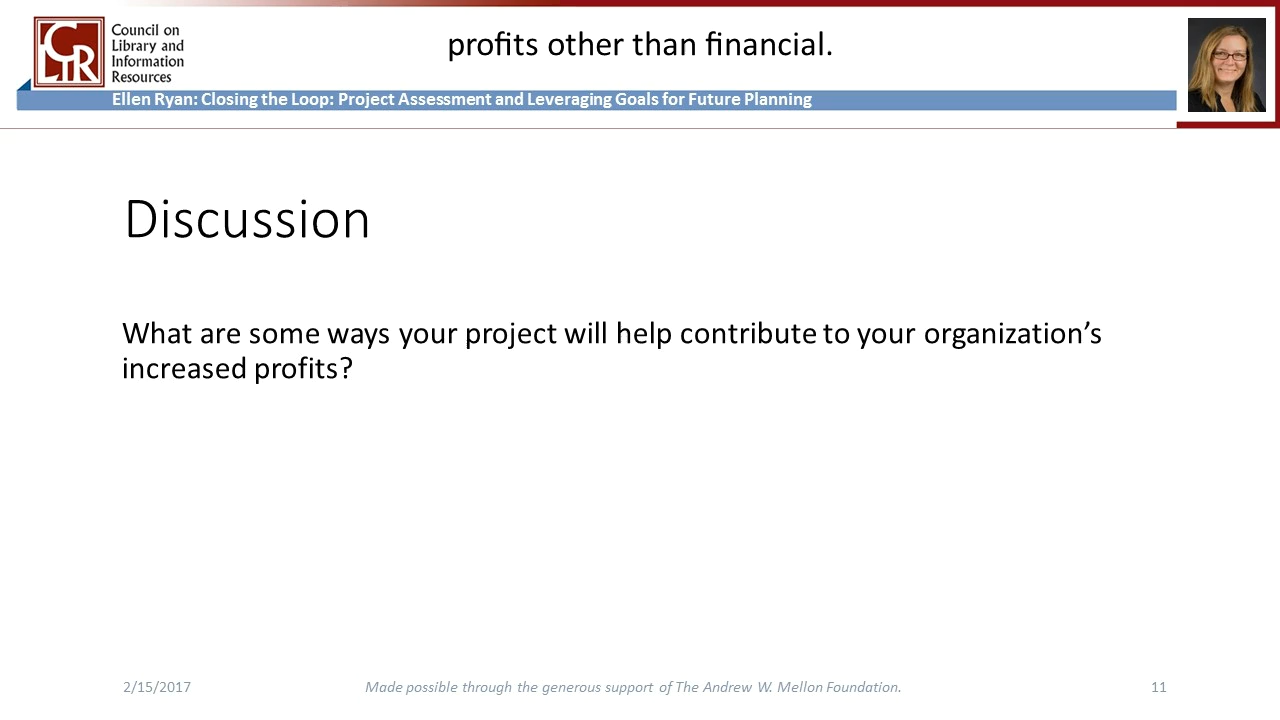 profits other than financial.
CLIR
Council on
Library and
Information
Resources
Ellen Ryan: Closing the Loop: Project Assessment and Leveraging Goals for Future Planning
Discussion
What are some ways your project will help contribute to your organization’s
increased profits?
2/15/2017
Made possible through the generous support of The Andrew W. Mellon Foundation.
11